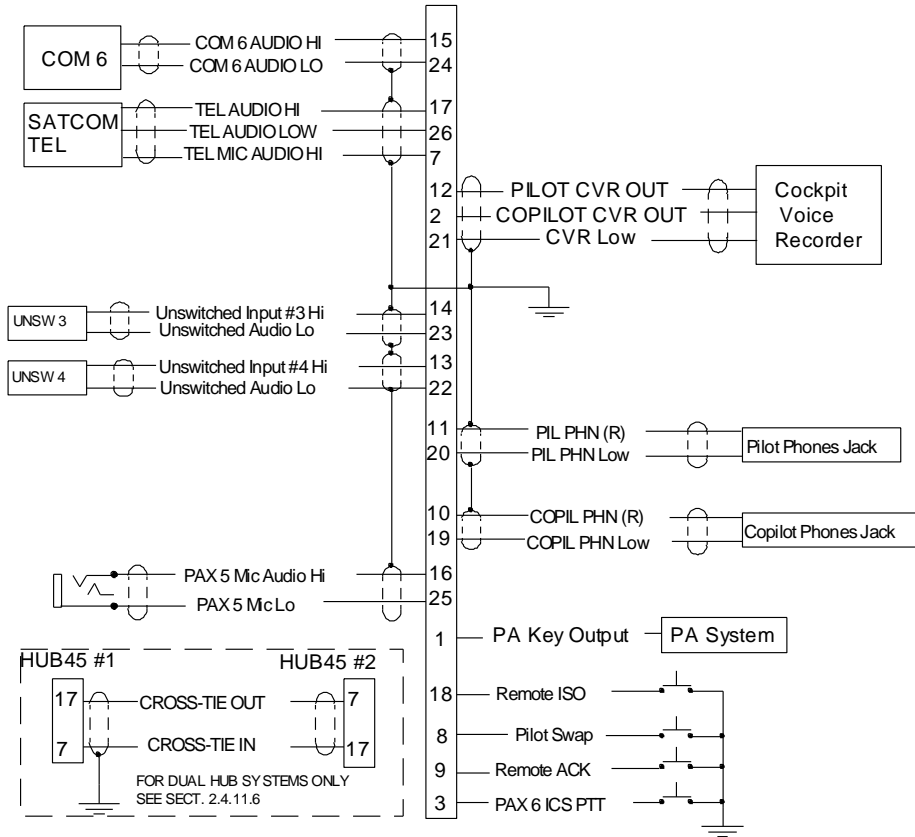 COM 6
COM 6 AUDIO HI
15
COM 6 AUDIO LO
24
SATCOM
TEL
TEL AUDIO HI
17
TEL AUDIO LOW
26
TEL MIC AUDIO HI
7
12
PILOT CVR OUT
2
COPILOT CVR OUT
21
CVR Low
Cockpit
Voice
Recorder
UNSW 3
Unswitched Input #3 Hi
14
Unswitched Audio Lo
23
UNSW 4
Unswitched Input #4 Hi
13
Unswitched Audio Lo
22
11
PIL PHN (R)
20
PIL PHN Low
Pilot Phones Jack
10
COPIL PHN (R)
19
COPIL PHN Low
Copilot Phones Jack
PAX 5 Mic Audio Hi
16
PAX 5 Mic Lo
25
1
PA Key Output
PA System
18
Remote ISO
8
Pilot Swap
9
Remote ACK
3
PAX 6 ICS PTT
HUB45 #1
HUB45 #2
17
CROSS-TIE OUT
7
7
CROSS-TIE IN
17
FOR DUAL HUB SYSTEMS ONLY
SEE SECT. 2.4.11.6